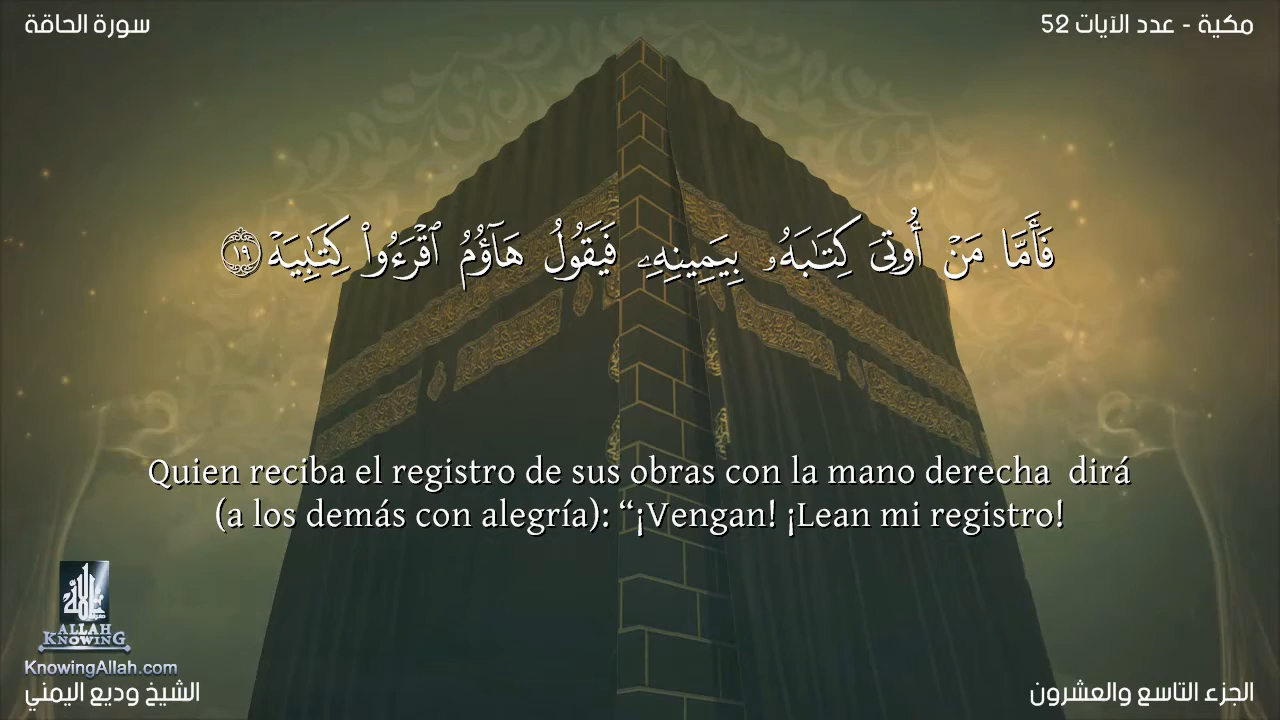 سورة الحاقة
مكية - عدد الآيات 52
فَأَمَّا مَنْ أُوتِىَ كِتَـٰبَهُۥ بِيَمِينِهِۦ فَيَقُولُ هَآؤُمُ ٱقْرَءُوا۟ كِتَـٰبِيَهْ ١٩
Quien reciba el registro de sus obras con la mano derecha dirá
(a los demás con alegría): “¡Vengan! ¡Lean mi registro!
ALLAH
KNOWING
KnowingAllah.com
الشيخ وديع اليمني
الجزء التاسع والعشرون